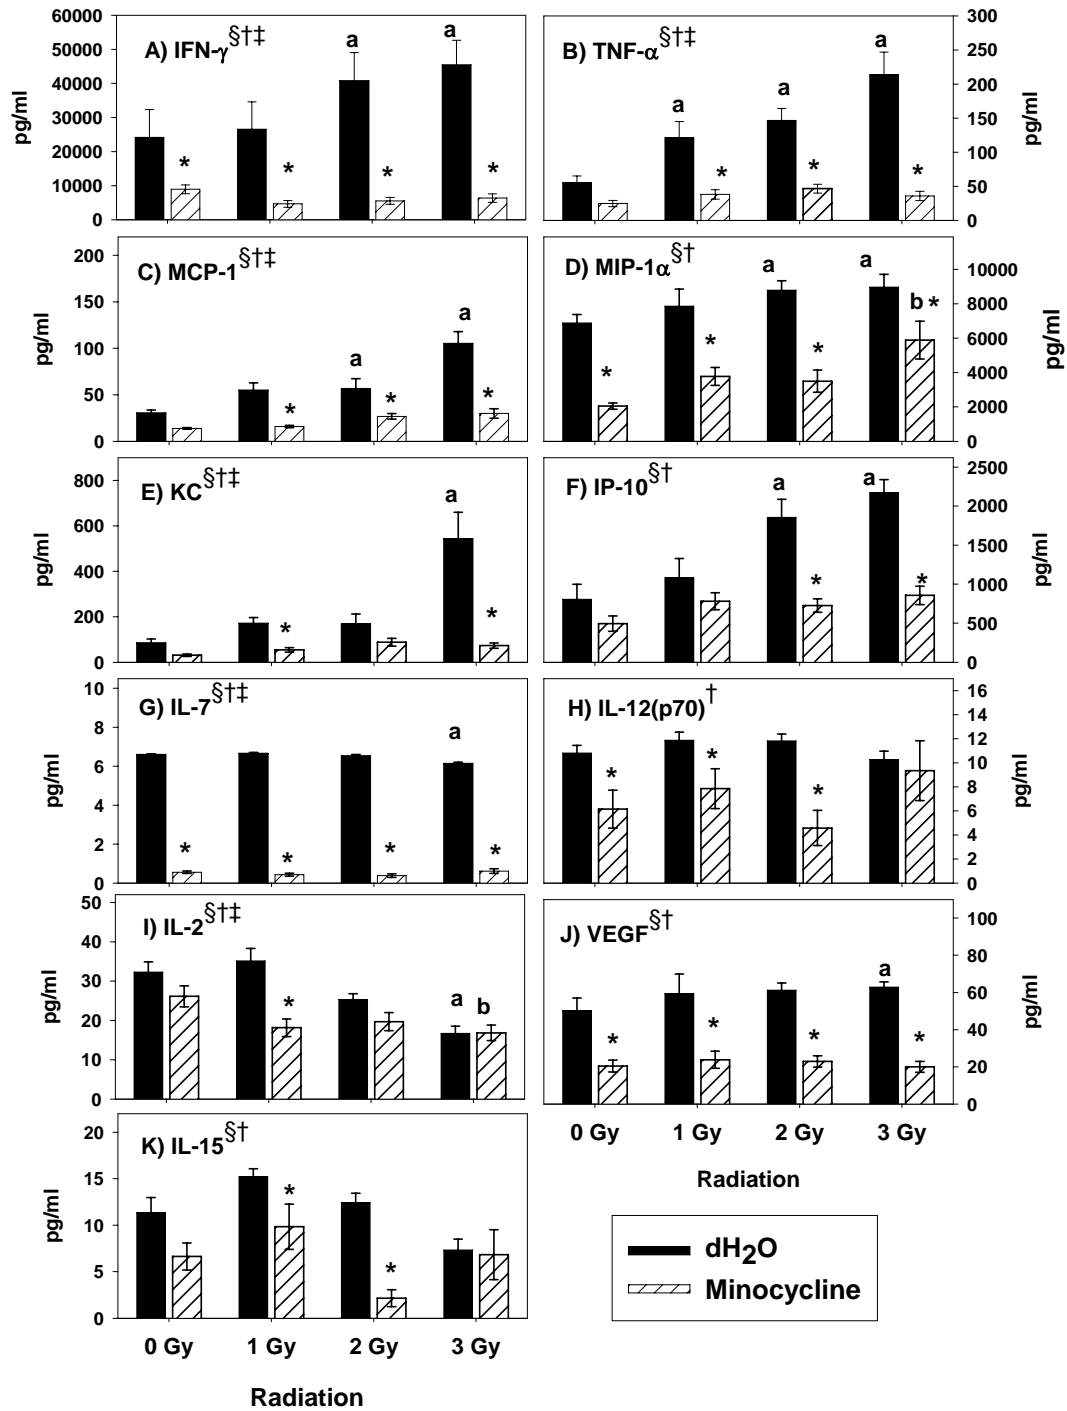 A) IFN-γ§†‡
60000
50000
40000
30000
20000
10000
0
pg/ml
a
a
*
*
*
*
B) TNF-α§†‡
300
250
200
150
100
50
0
pg/ml
a
a
a
*
*
*
C) MCP-1§†‡
200
150
100
50
0
pg/ml
a
a
*
*
*
D) MIP-1α§†
10000
8000
6000
4000
2000
0
pg/ml
a
a
b *
*
*
*
E) KC§†‡
800
600
400
200
0
pg/ml
a
*
*
F) IP-10§†
2500
2000
1500
1000
500
0
pg/ml
a
a
*
*
G) IL-7§†‡
10
8
6
4
2
0
pg/ml
a
*
*
*
*
H) IL-12(p70)†
16
14
12
10
8
6
4
2
0
pg/ml
*
*
*
I) IL-2§†‡
50
40
30
20
10
0
pg/ml
*
a b
J) VEGF§†
100
80
60
40
20
0
pg/ml
a
*
*
*
*
0 Gy 1 Gy 2 Gy 3 Gy
Radiation
K) IL-15§†
20
15
10
5
0
pg/ml
*
*
0 Gy 1 Gy 2 Gy 3 Gy
Radiation
dH2O
Minocycline